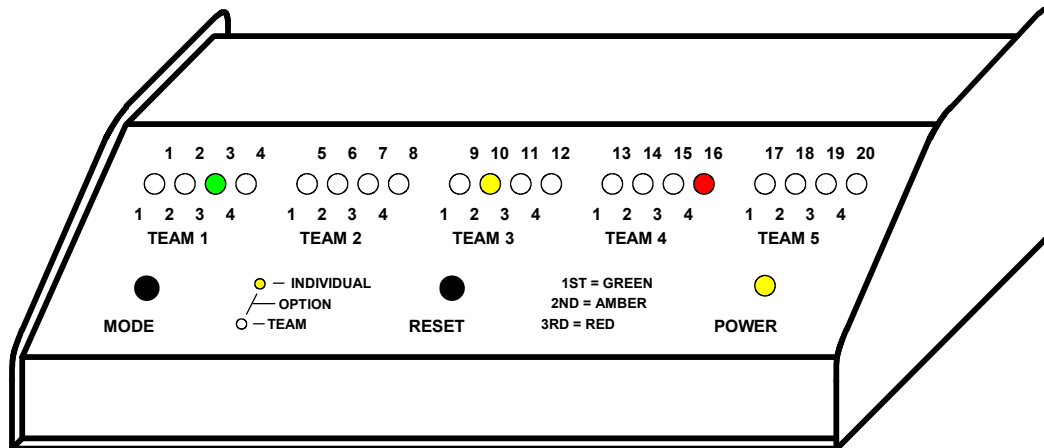 1 2 3 4 5 6 7 8 9 10 11 12 13 14 15 16 17 18 19 20
1 2 3 4 1 2 3 4 1 2 3 4 1 2 3 4 1 2 3 4
TEAM 1 TEAM 2 TEAM 3 TEAM 4 TEAM 5
INDIVIDUAL
OPTION
TEAM
1ST = GREEN
2ND = AMBER
3RD = RED
MODE RESET POWER